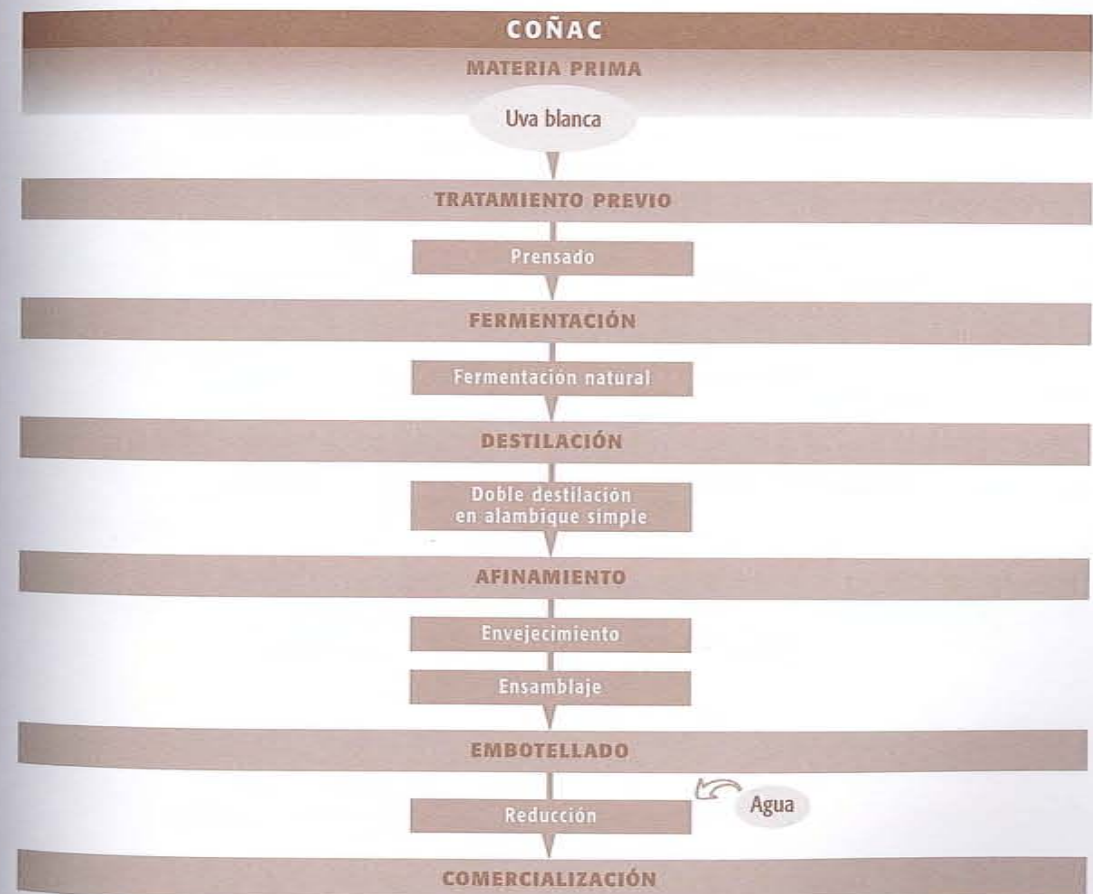 COÑAC
MATERIA PRIMA
Uva blanca
TRATAMIENTO PREVIO
Prensado
FERMENTACIÓN
Fermentación natural
DESTILACIÓN
Doble destilación
en alambique simple
AFINAMIENTO
Envejecimiento
Ensamblaje
EMBOTELLADO
Agua
Reducción
COMERCIALIZACIÓN